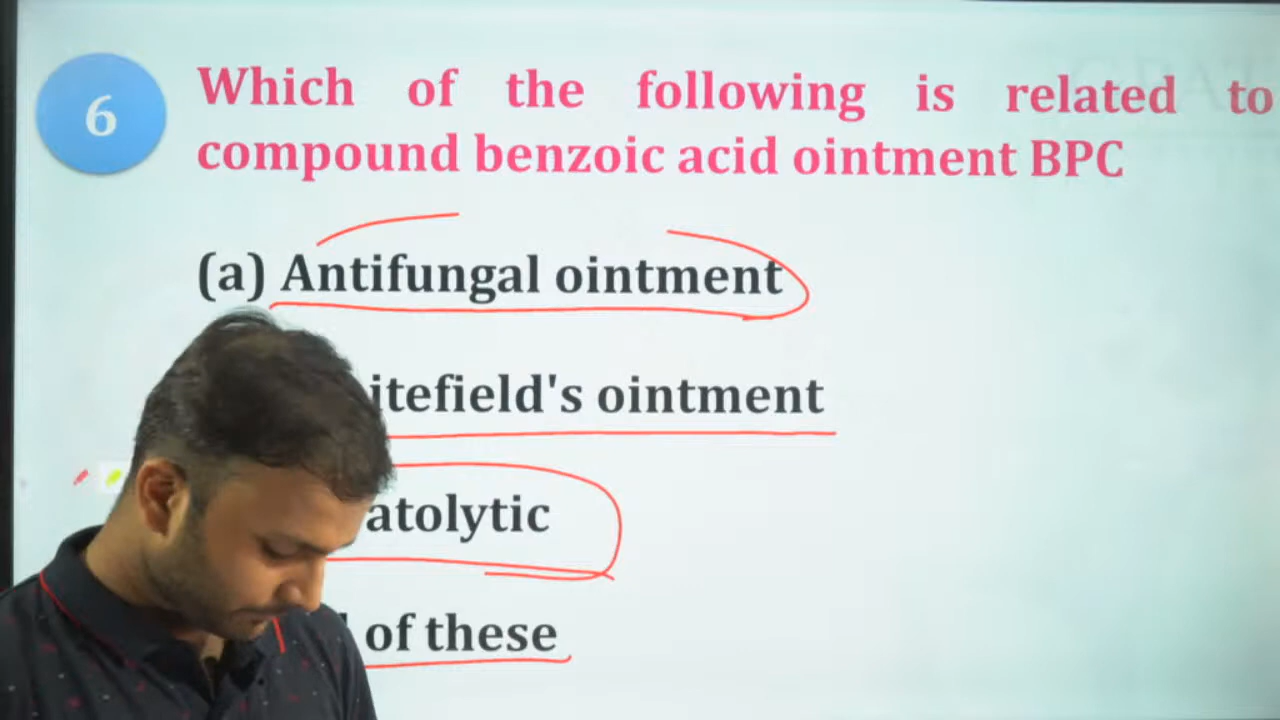 6
Which of the following is related to
compound benzoic acid ointment BPC
(a) Antifungal ointment
itefield's ointment
atolytic
of these